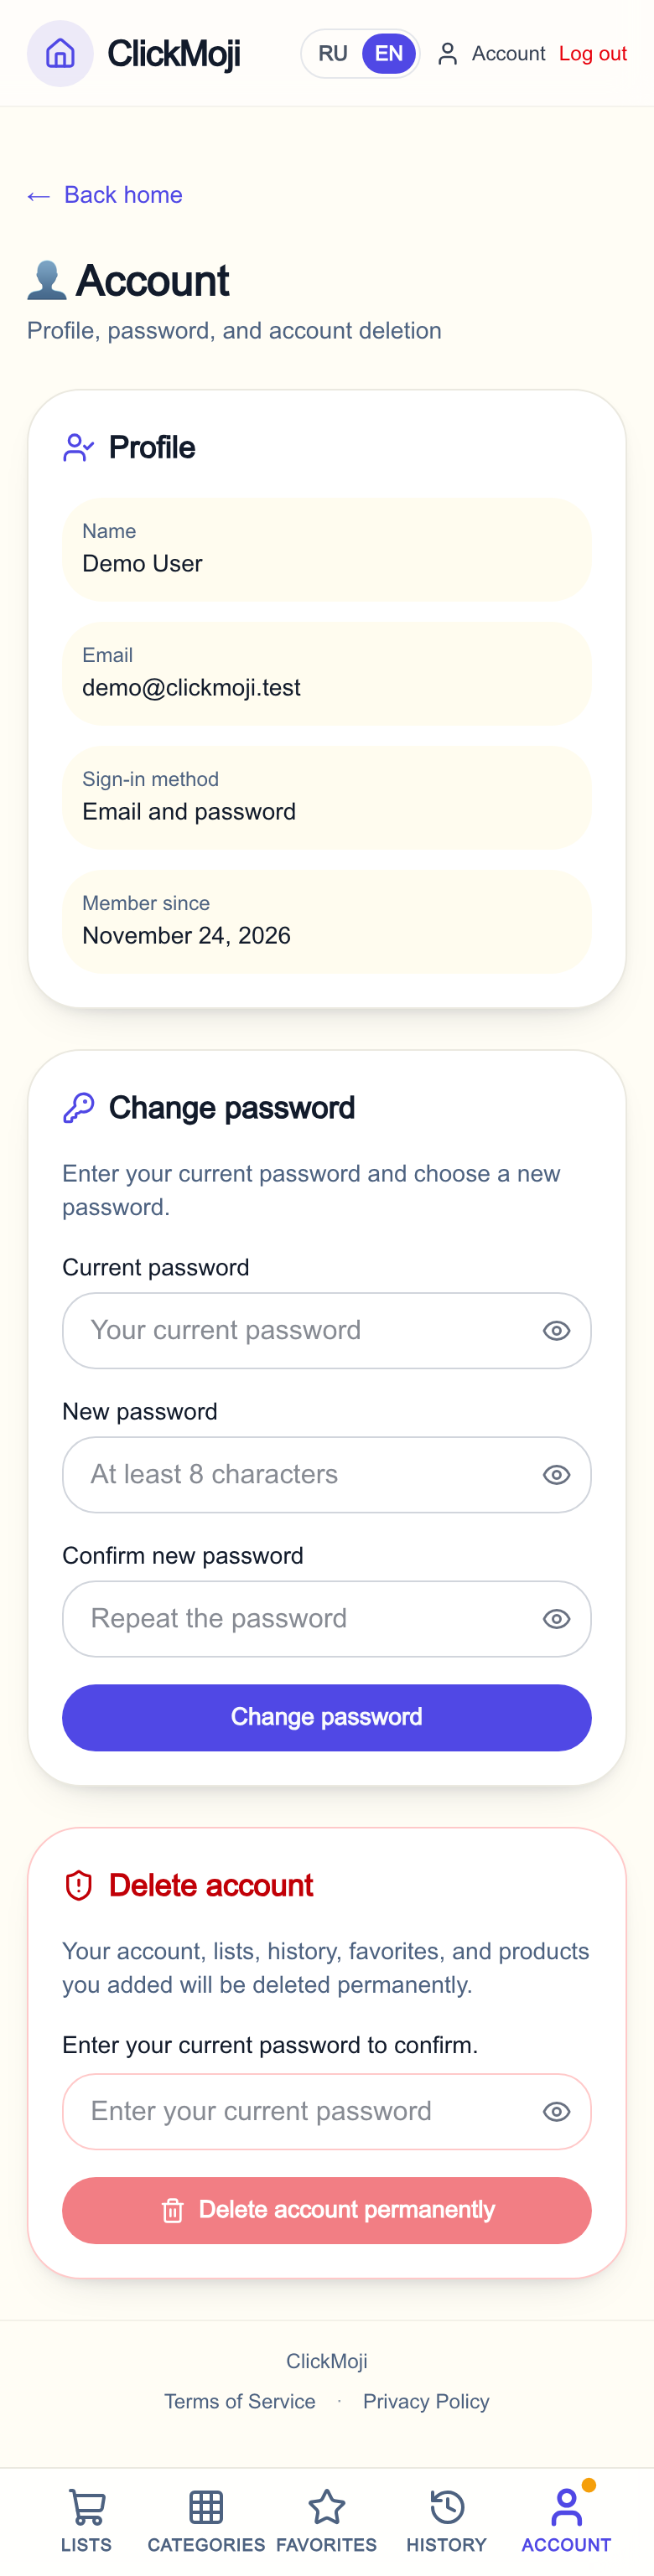 ClickMoji
RU EN
Account
Log out
← Back home
Account
Profile, password, and account deletion
Profile
Name
Demo User
Email
demo@clickmoji.test
Sign-in method
Email and password
Member since
November 24, 2026
Change password
Enter your current password and choose a new
password.
Current password
Your current password
New password
At least 8 characters
Confirm new password
Repeat the password
Change password
Delete account
Your account, lists, history, favorites, and products
you added will be deleted permanently.
Enter your current password to confirm.
Enter your current password
Delete account permanently
ClickMoji
Terms of Service · Privacy Policy
LISTS CATEGORIES FAVORITES HISTORY ACCOUNT